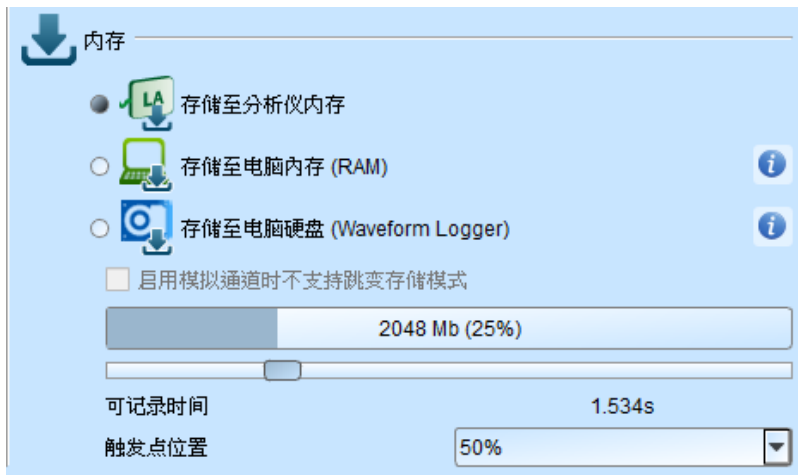 内存
LA 存储至分析仪内存
存储至电脑内存 (RAM)
存储至电脑硬盘 (Waveform Logger)
启用模拟通道时不支持跳变存储模式
2048 Mb (25%)
可记录时间 1.534s
触发点位置 50%